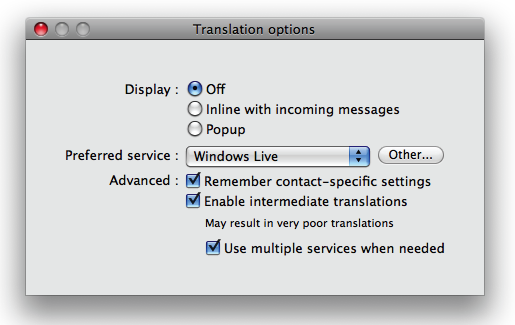 Translation options
Display : Off
Inline with incoming messages
Popup
Preferred service : Windows Live Other...
Advanced : Remember contact-specific settings
Enable intermediate translations
May result in very poor translations
Use multiple services when needed